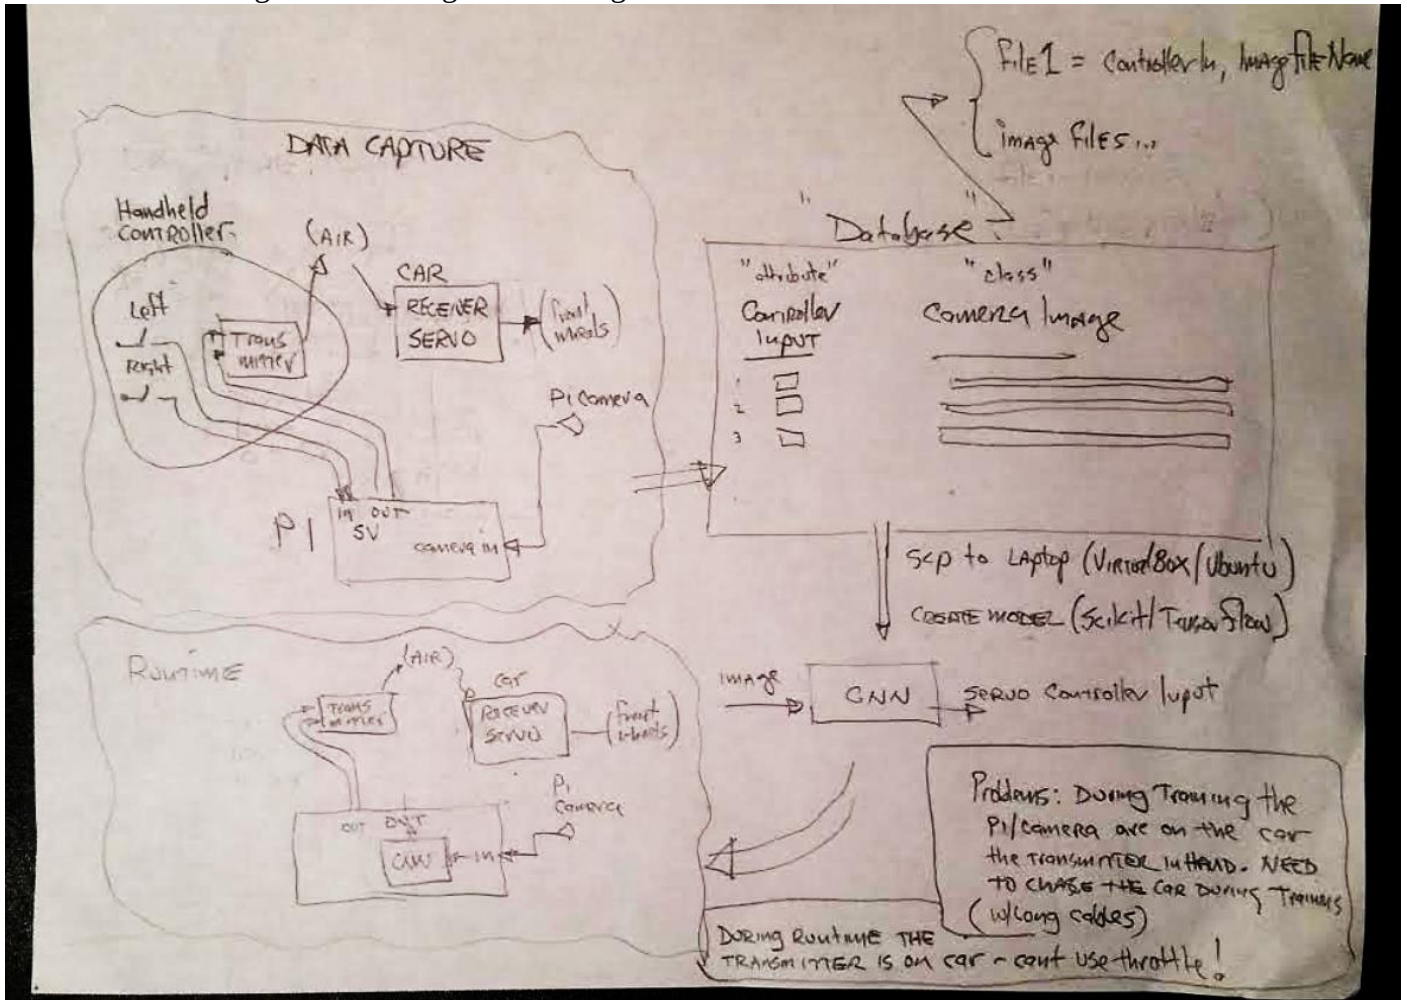 FILE1 = ControllerIn, ImageFileName
image files...
DATA CAPTURE
Handheld
CONTROLLER
(AIR)
Left
Right
TRANS
MITTER
CAR
RECEIVER
SERVO
(front
wheels)
Pi Camera
PI
IN OUT
5V
camera in
"Database"
"attribute"
"class"
Controller
INPUT
Camera Image
1
2
3
SCP to LAPTOP (VirtualBox/Ubuntu)
CREATE MODEL (Scikit/Tensorflow)
IMAGE
CNN
SERVO Controller Input
ROUTINE
(AIR)
TRANS
MITTER
Car
RECEIVER
SERVO
(front
wheels)
Pi
Camera
OUT OUT
CNN
IN
Problems: During Training the
PI/camera are on the car
the TRANSMITTER IN HAND. NEED
TO CHASE THE CAR DURING Training
(w/Long cables)
DURING RUNTIME THE
TRANSMITTER IS ON CAR - cant use throttle!